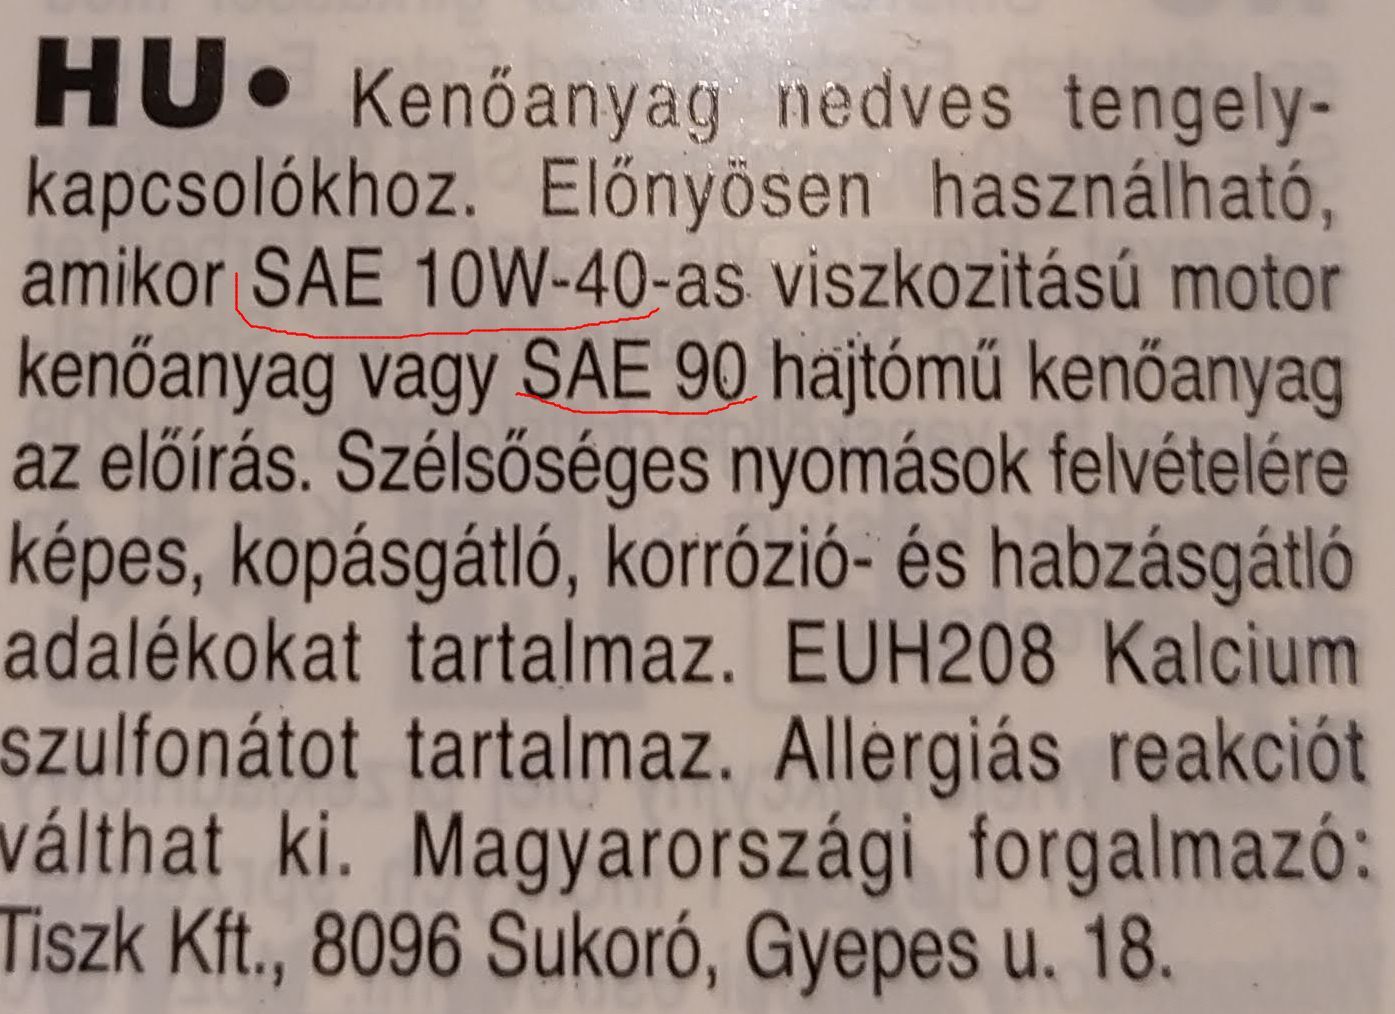 HU• Kenőanyag nedves tengely-
kapcsolókhoz. Előnyösen használható,
amikor SAE 10W-40-as viszkozitású motor
kenőanyag vagy SAE 90 hajtómű kenőanyag
az előírás. Szélsőséges nyomások felvételére
képes, kopásgátló, korrózió- és habzásgátló
adalékokat tartalmaz. EUH208 Kalcium
szulfonátot tartalmaz. Allergiás reakciót
válthat ki. Magyarországi forgalmazó:
Tiszk Kft., 8096 Sukoró, Gyepes u. 18.